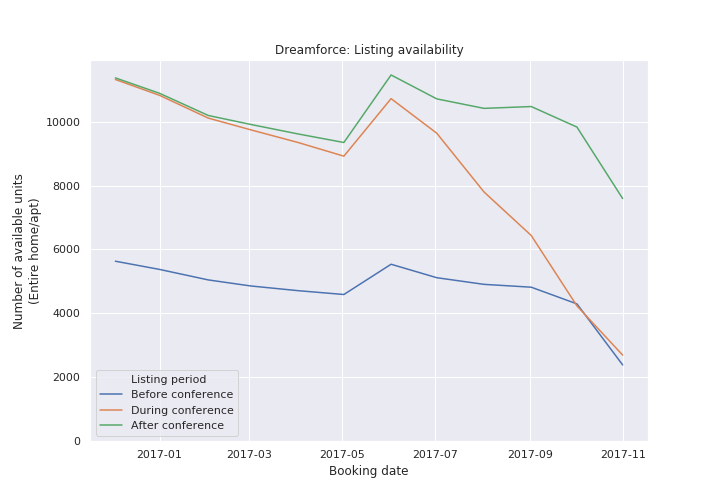 Dreamforce: Listing availability
Number of available units
(Entire home/apt)
10000
8000
6000
4000
2000
0
Listing period
Before conference
During conference
After conference
2017-01
2017-03
2017-05
2017-07
2017-09
2017-11
Booking date